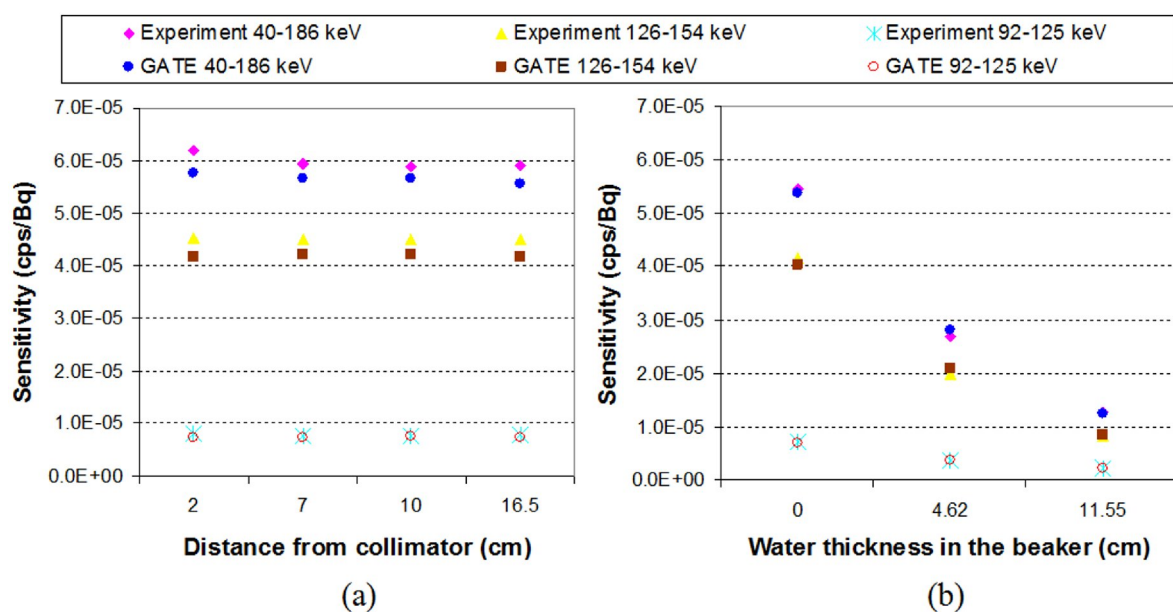 Experiment 40-186 keV Experiment 126-154 keV Experiment 92-125 keV
GATE 40-186 keV GATE 126-154 keV GATE 92-125 keV
7.0E-05
6.0E-05
5.0E-05
4.0E-05
3.0E-05
2.0E-05
1.0E-05
0.0E+00
Sensitivity (cps/Bq)
2 7 10 16.5
Distance from collimator (cm)
(a)
7.0E-05
6.0E-05
5.0E-05
4.0E-05
3.0E-05
2.0E-05
1.0E-05
0.0E+00
Sensitivity (cps/Bq)
0 4.62 11.55
Water thickness in the beaker (cm)
(b)